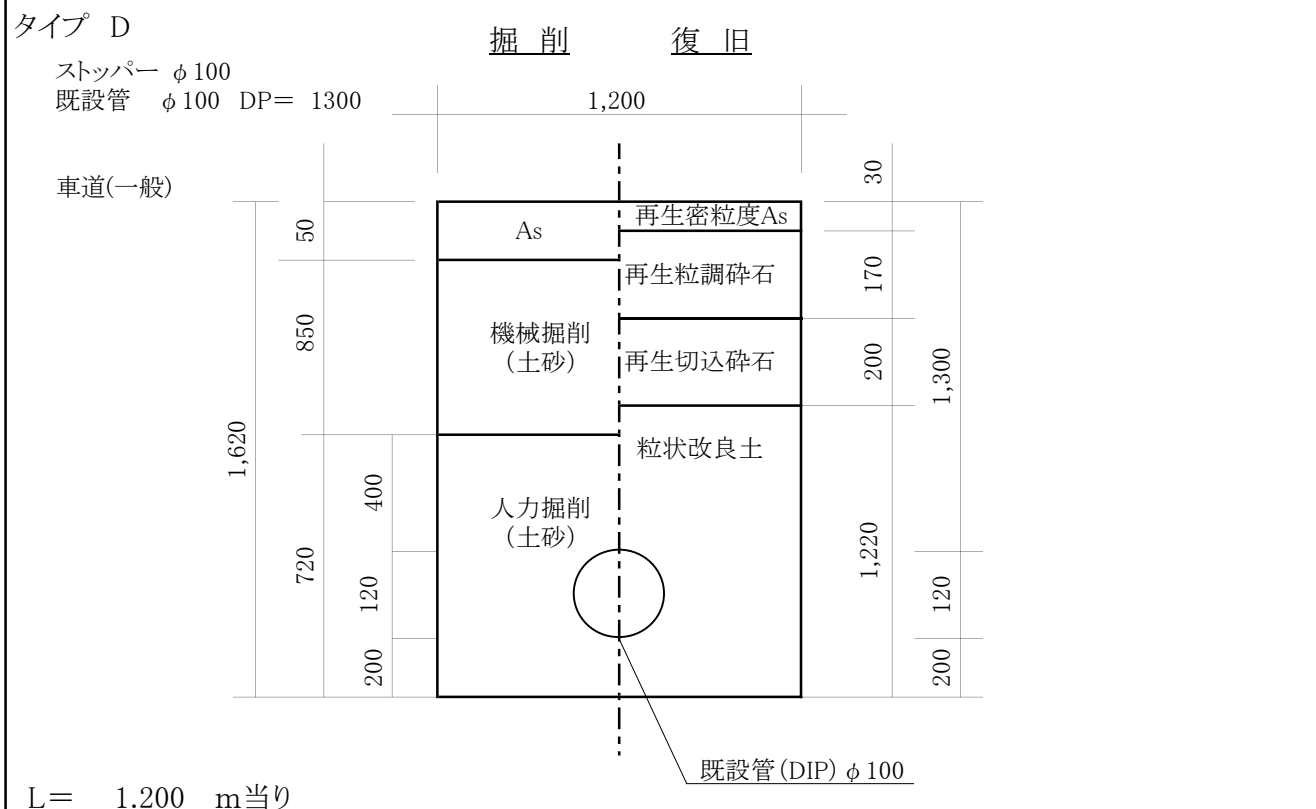 タイプ D
掘 削 復 旧
ストッパー φ100
既設管 φ100 DP= 1300
1,200
車道(一般)
30
50
As
再生密粒度As
再生粒調砕石
170
850
機械掘削
(土砂)
再生切込砕石
200
1,300
1,620
粒状改良土
400
人力掘削
(土砂)
720
1,220
120
120
200
200
既設管(DIP)φ100
L= 1.200 m当り